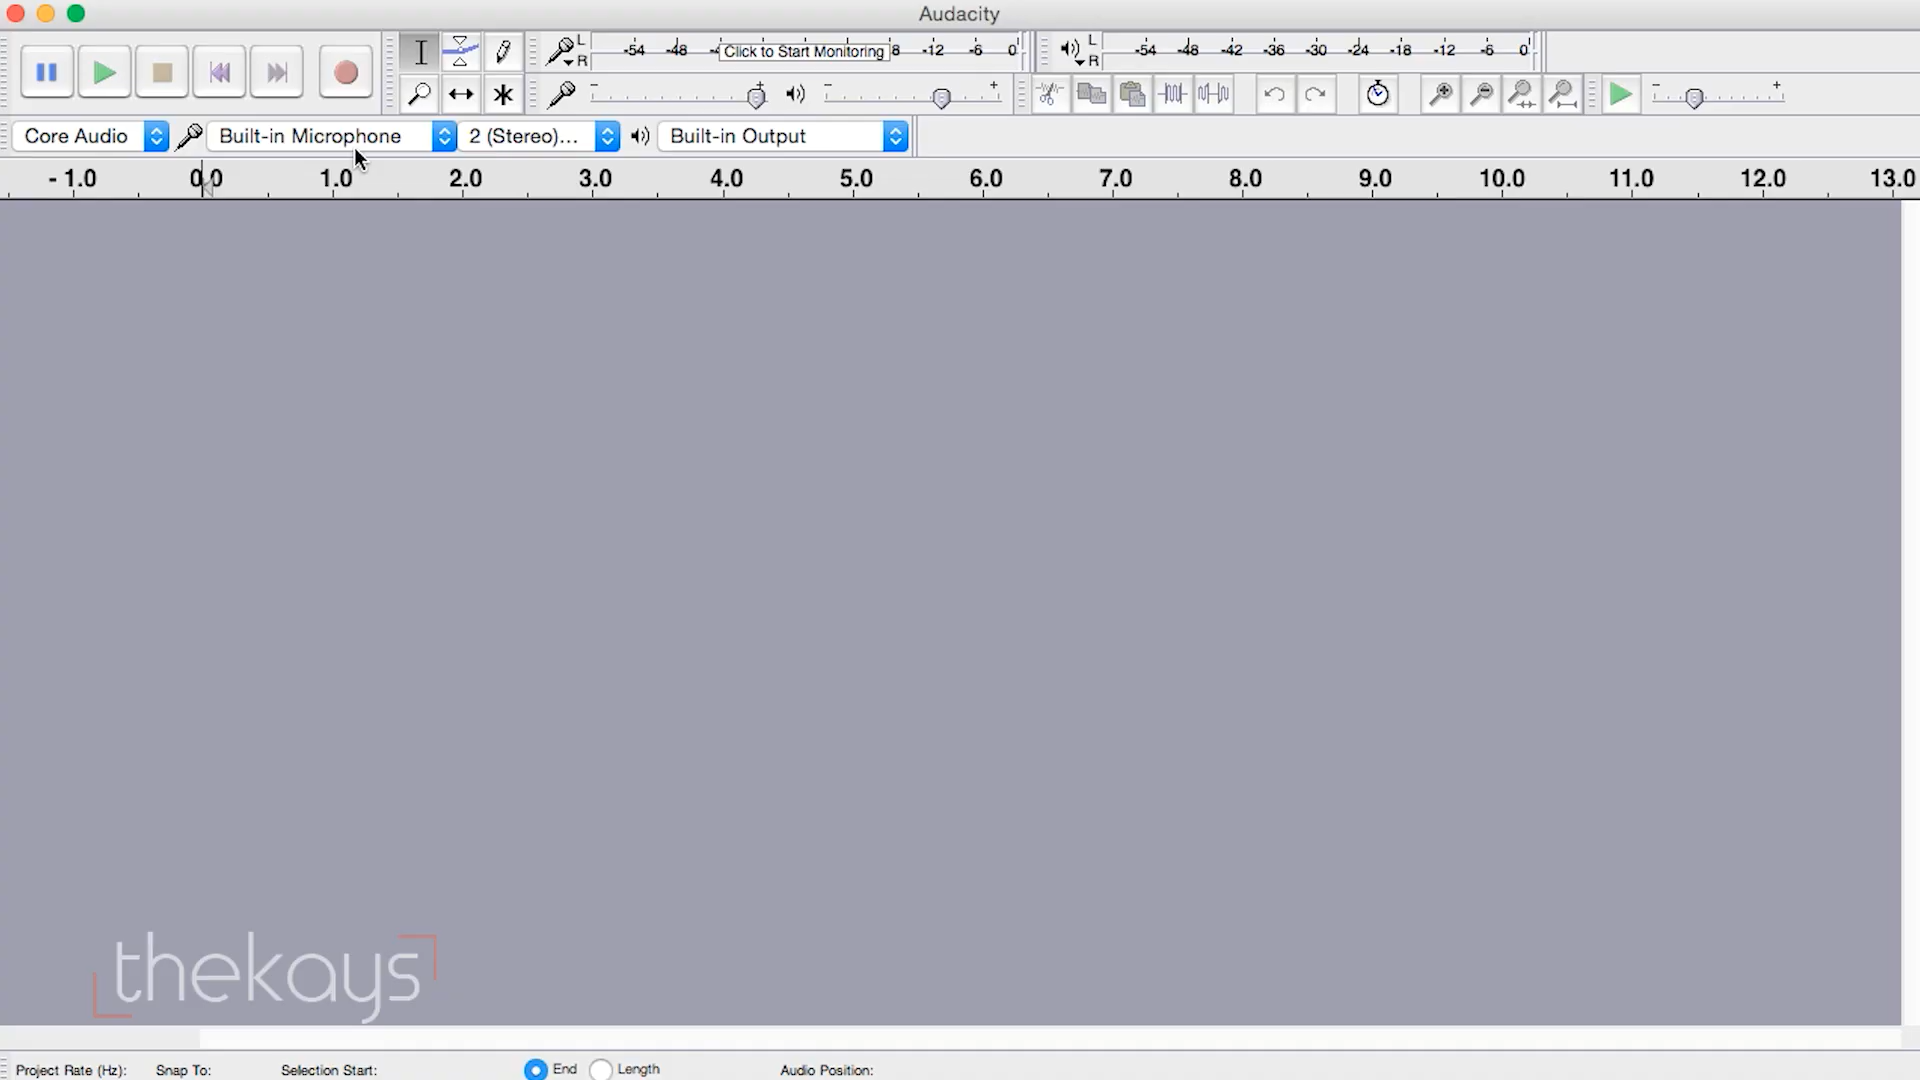 Audacity
L
R
-54 -48 -4 Click to Start Monitoring 8 -12 -6 0
L
R
-54 -48 -42 -36 -30 -24 -18 -12 -6 0
Core Audio Built-in Microphone 2 (Stereo)... Built-in Output
- 1.0 0.0 1.0 2.0 3.0 4.0 5.0 6.0 7.0 8.0 9.0 10.0 11.0 12.0 13.0
thekays
Project Rate (Hz): Snap To: Selection Start: End Length Audio Position: